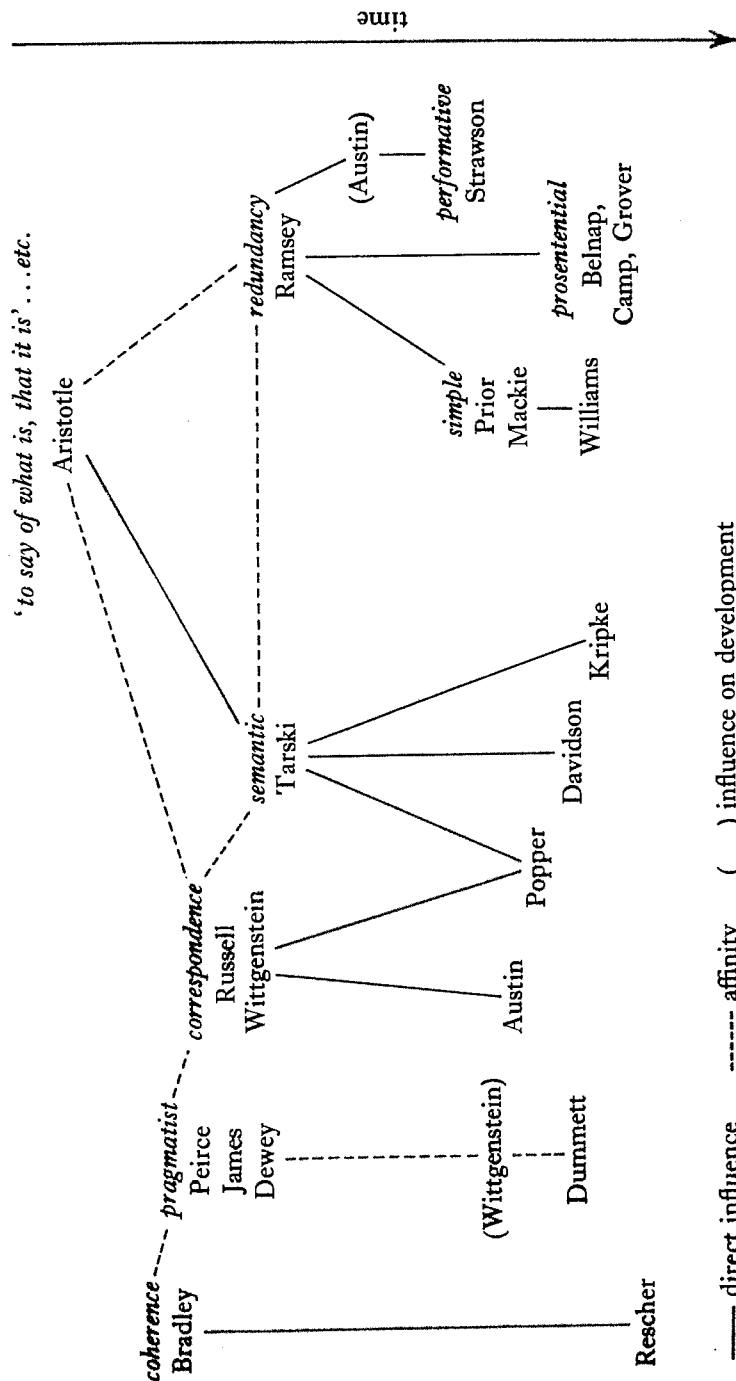 'to say of what is, that it is'...etc.
Aristotle
time
coherence
Bradley
pragmatist
Peirce
James
Dewey
correspondence
Russell
Wittgenstein
semantic
Tarski
redundancy
Ramsey
(Austin)
performative
Strawson
simple
Prior
Mackie
Williams
prosentential
Belnap,
Camp, Grover
(Wittgenstein)
Dummett
Austin
Popper
Davidson
Kripke
Rescher
—— direct influence ------ affinity ( ) influence on development